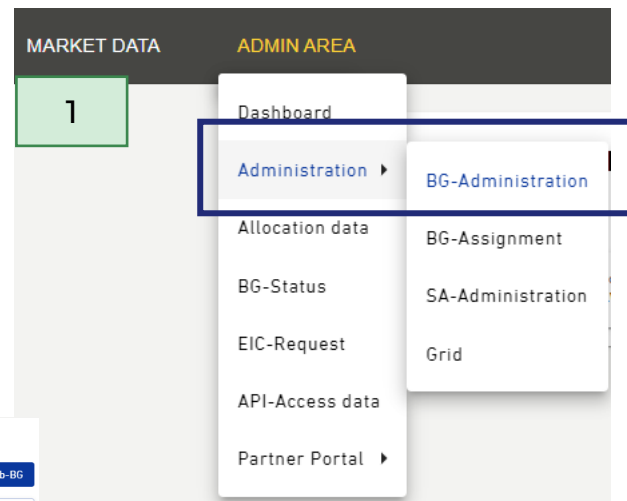 MARKET DATA
ADMIN AREA
1
Dashboard
Administration
BG-Administration
Allocation data
BG-Assignment
BG-Status
SA-Administration
EIC-Request
Grid
API-Access data
Partner Portal
b-BG